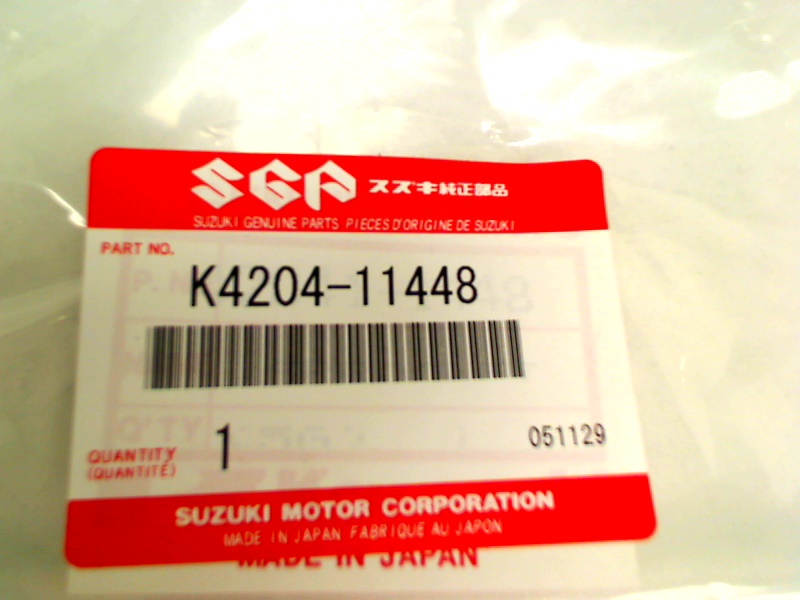 SGP スズキ純正部品
SUZUKI GENUINE PARTS PIECES D'ORIGINE DE SUZUKI
PART NO.
K4204-11448
QUANTITY
(QUANTITÉ)
1
051129
SUZUKI MOTOR CORPORATION
MADE IN JAPAN FABRIQUE AU JAPON
MADE IN JAPAN